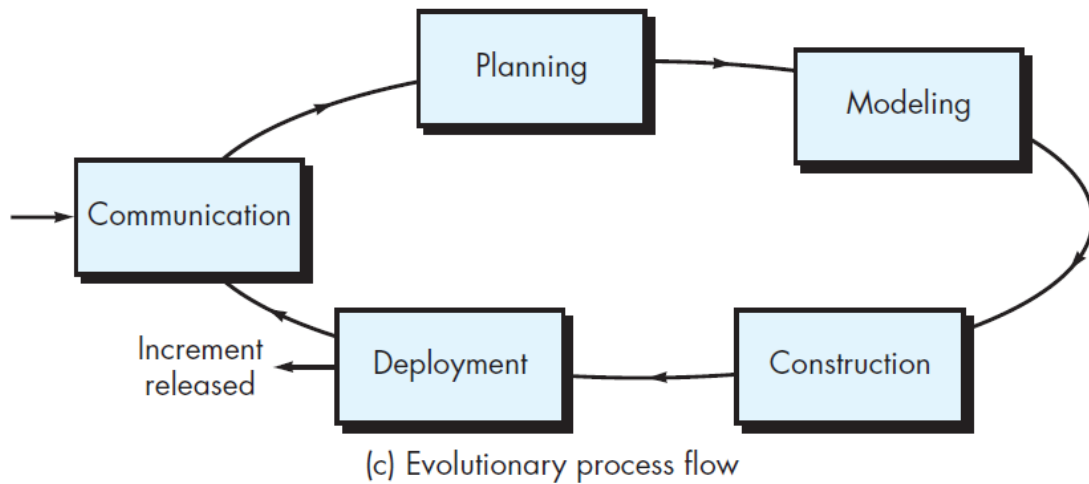 Planning
Modeling
Communication
Increment
released
Deployment
Construction
(c) Evolutionary process flow